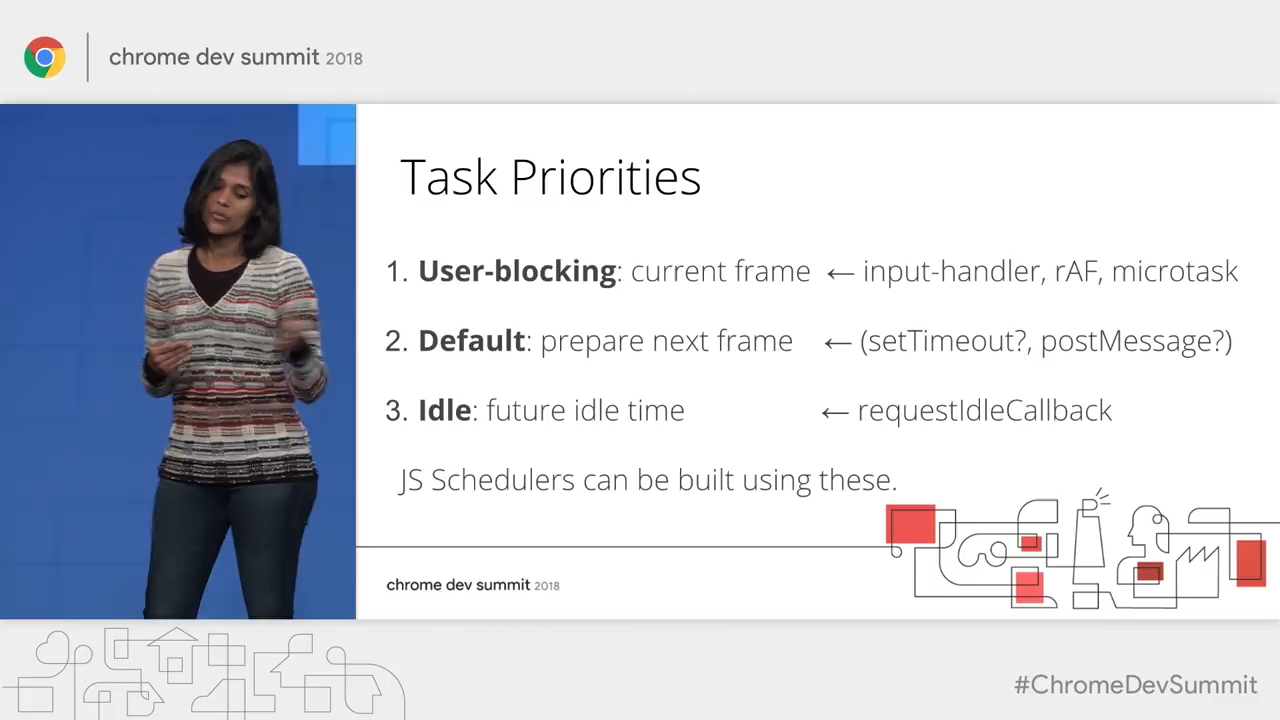 chrome dev summit 2018
Task Priorities
1. User-blocking: current frame ← input-handler, rAF, microtask
2. Default: prepare next frame ← (setTimeout?, postMessage?)
3. Idle: future idle time ← requestIdleCallback
JS Schedulers can be built using these.
chrome dev summit 2018
#ChromeDevSummit